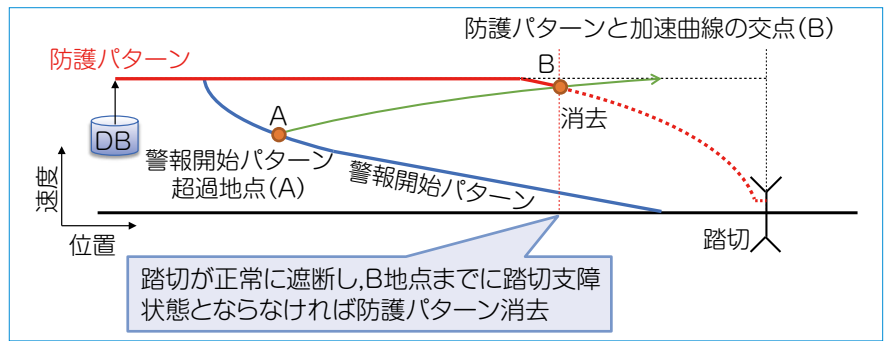 防護パターンと加速曲線の交点(B)
防護パターン
B
A
消去
DB
警報開始パターン
超過地点(A)
警報開始パターン
速度
位置
踏切
踏切が正常に遮断し,B地点までに踏切支障
状態とならなければ防護パターン消去